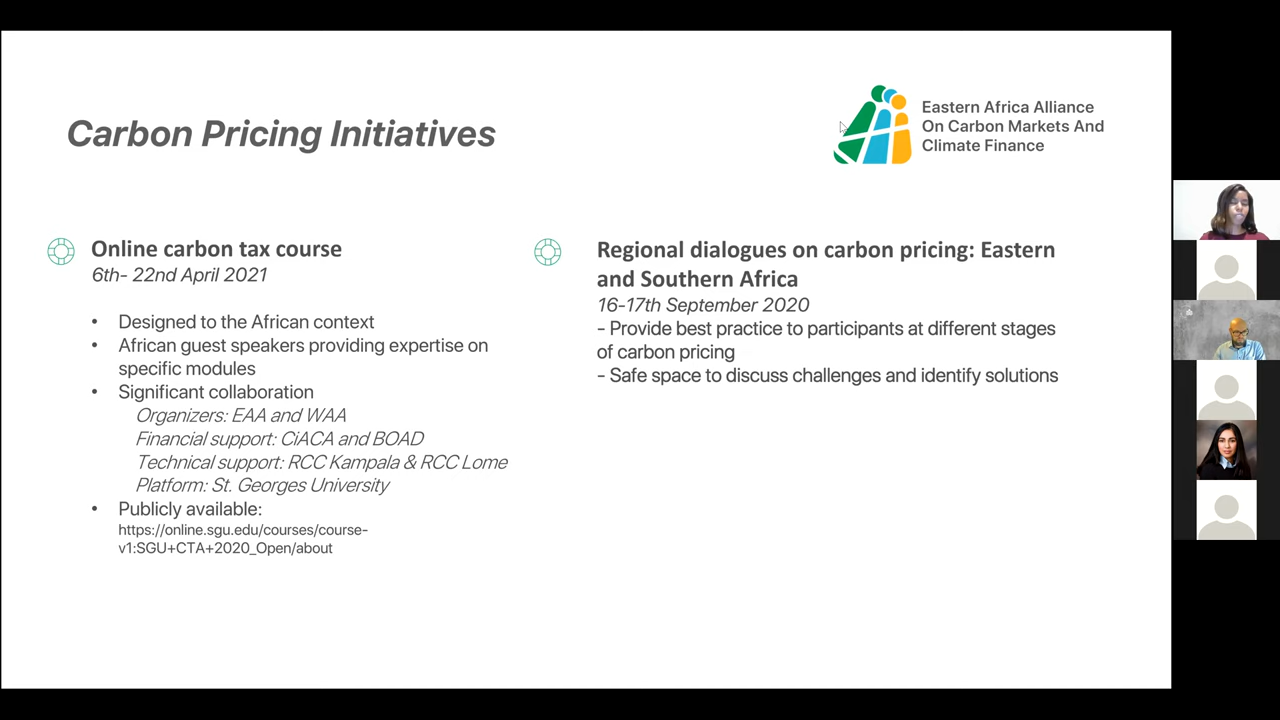 Carbon Pricing Initiatives
Eastern Africa Alliance
On Carbon Markets And
Climate Finance
Online carbon tax course
6th- 22nd April 2021
• Designed to the African context
• African guest speakers providing expertise on
specific modules
• Significant collaboration
Organizers: EAA and WAA
Financial support: CiACA and BOAD
Technical support: RCC Kampala & RCC Lome
Platform: St. Georges University
• Publicly available:
https://online.sgu.edu/courses/course-
v1:SGU+CTA+2020_Open/about
Regional dialogues on carbon pricing: Eastern
and Southern Africa
16-17th September 2020
- Provide best practice to participants at different stages
of carbon pricing
- Safe space to discuss challenges and identify solutions